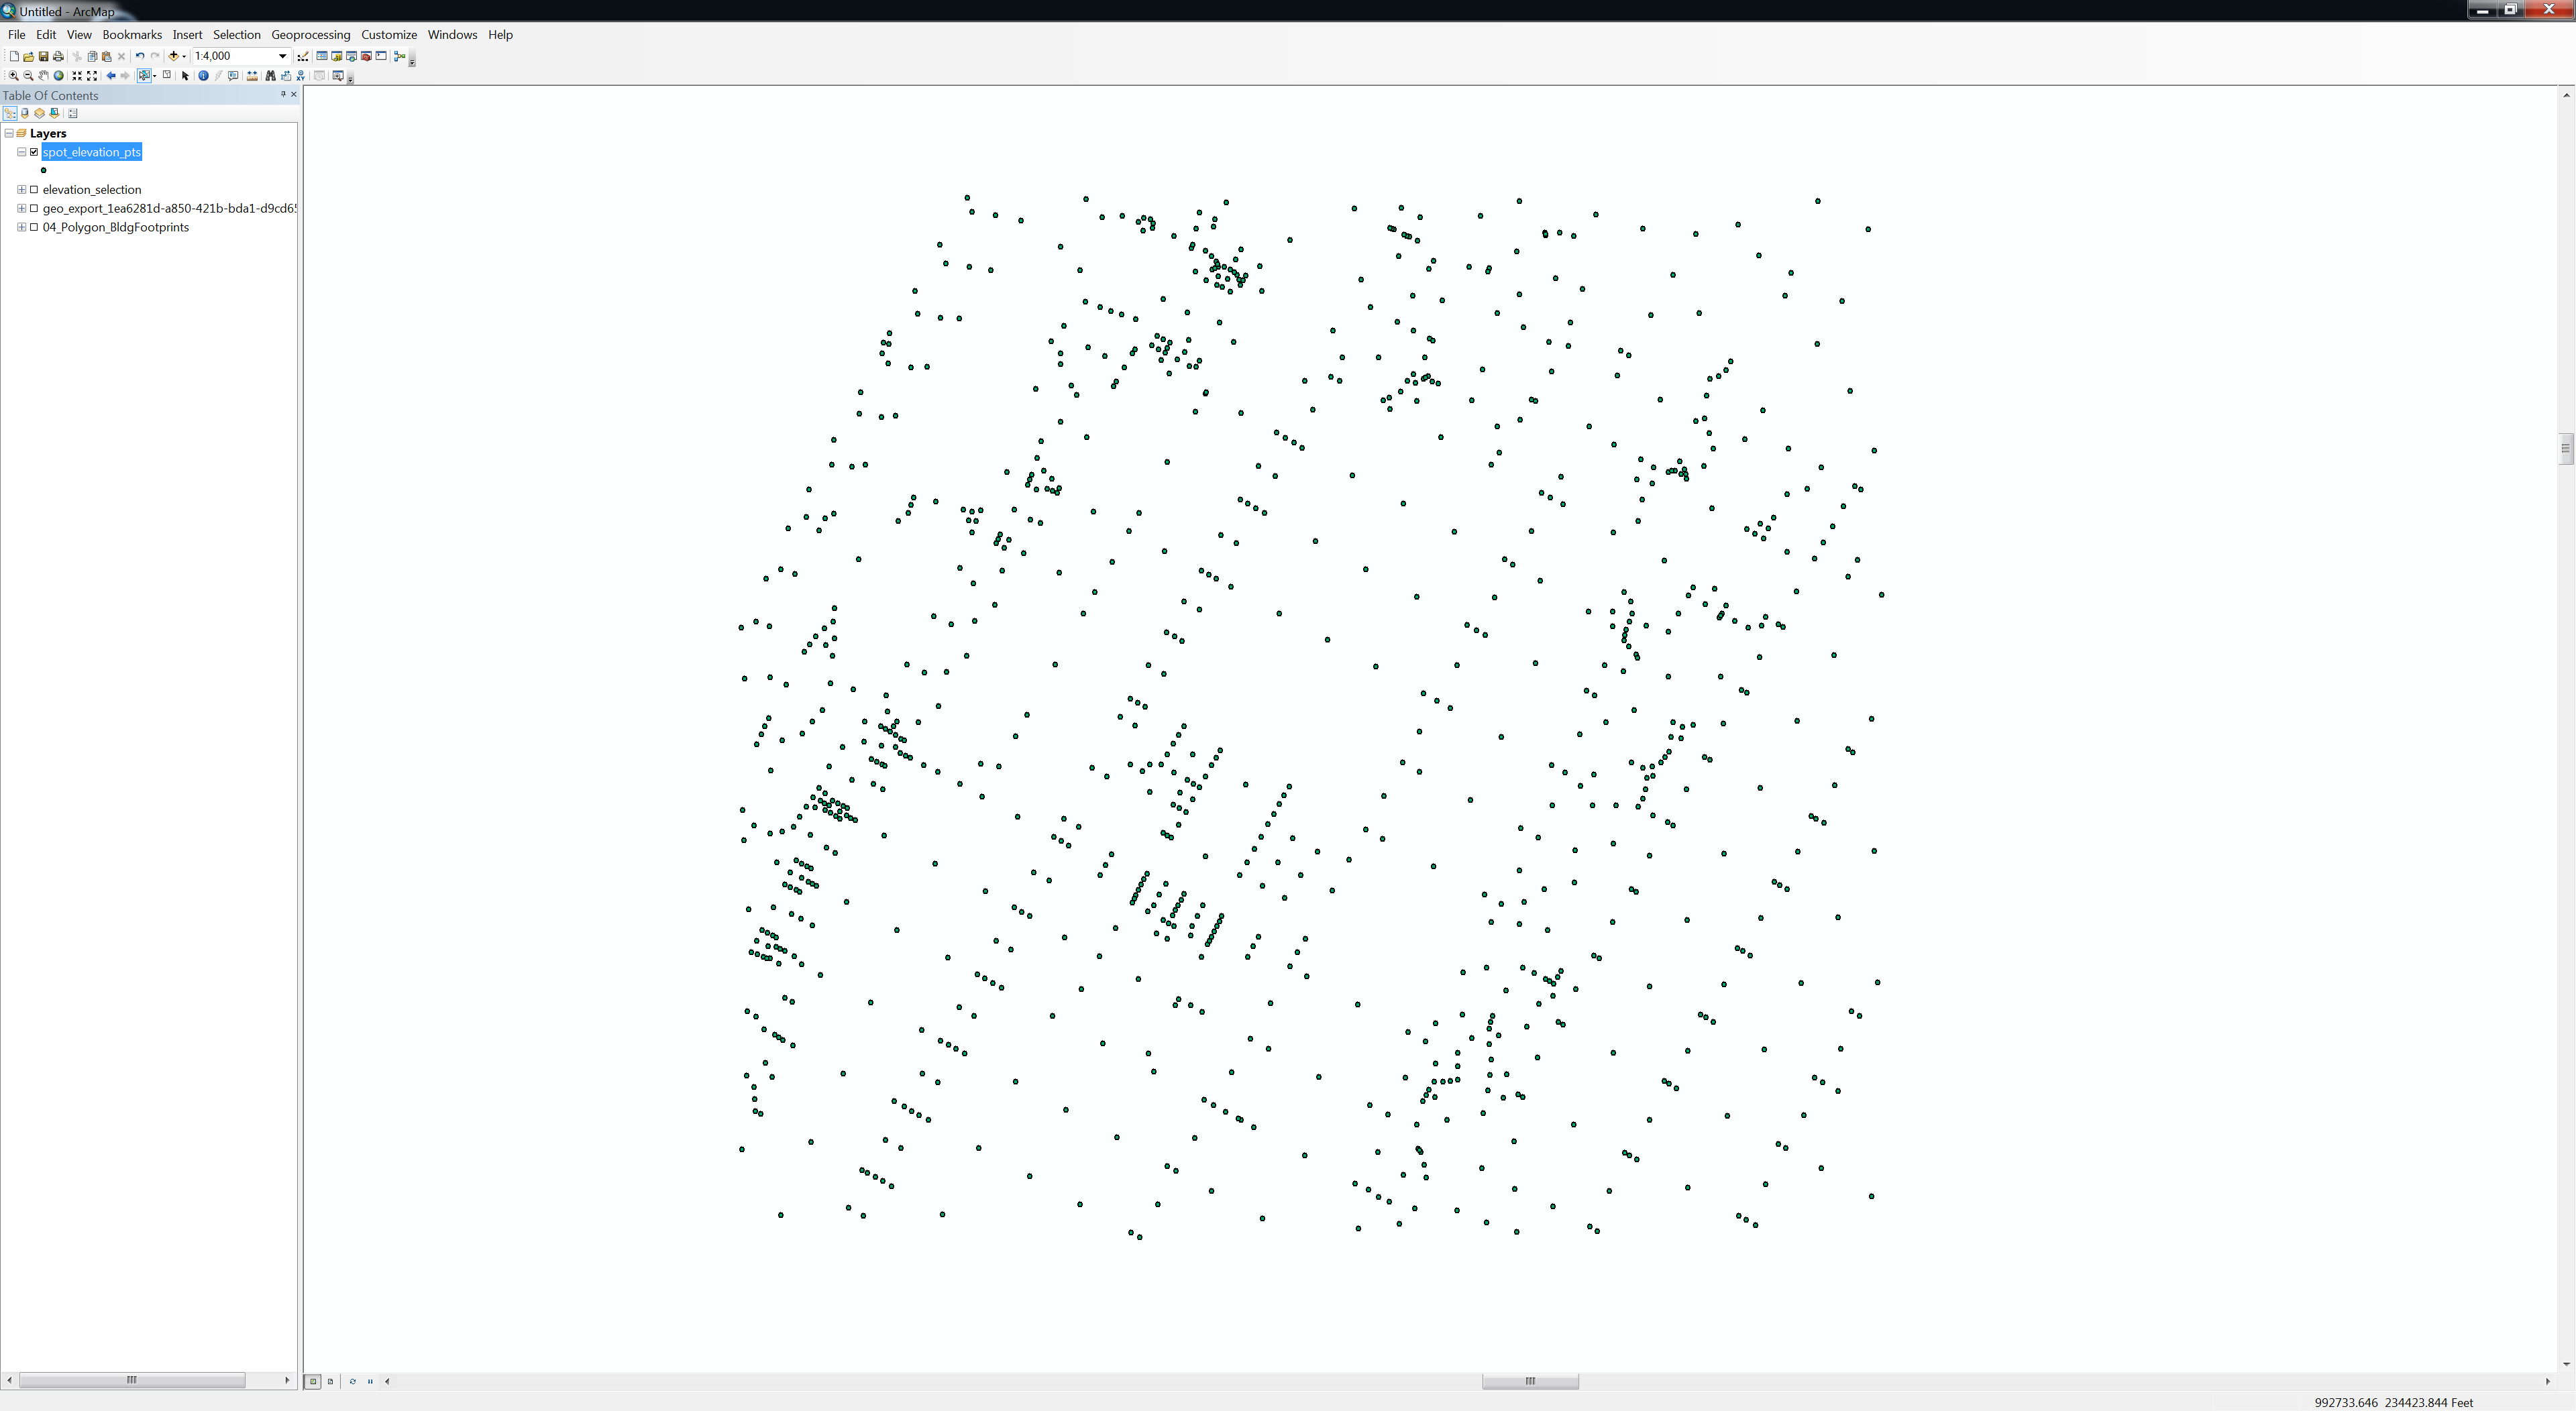 Untitled - ArcMap
File Edit View Bookmarks Insert Selection Geoprocessing Customize Windows Help
1:4,000
Table Of Contents
Layers
spot_elevation_pts
elevation_selection
geo_export_1ea6281d-a850-421b-bda1-d9cd65
04_Polygon_BldgFootprints
992733.646 234423.844 Feet